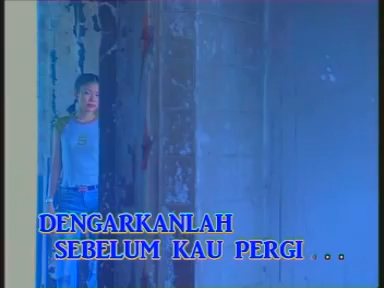 DENGARKANLAH
SEBELUM KAU PERGI . . .